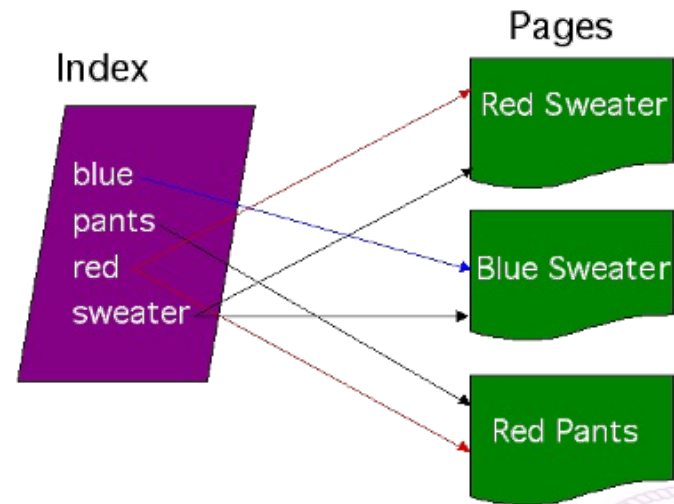 Index
blue
pants
red
sweater
Pages
Red Sweater
Blue Sweater
Red Pants